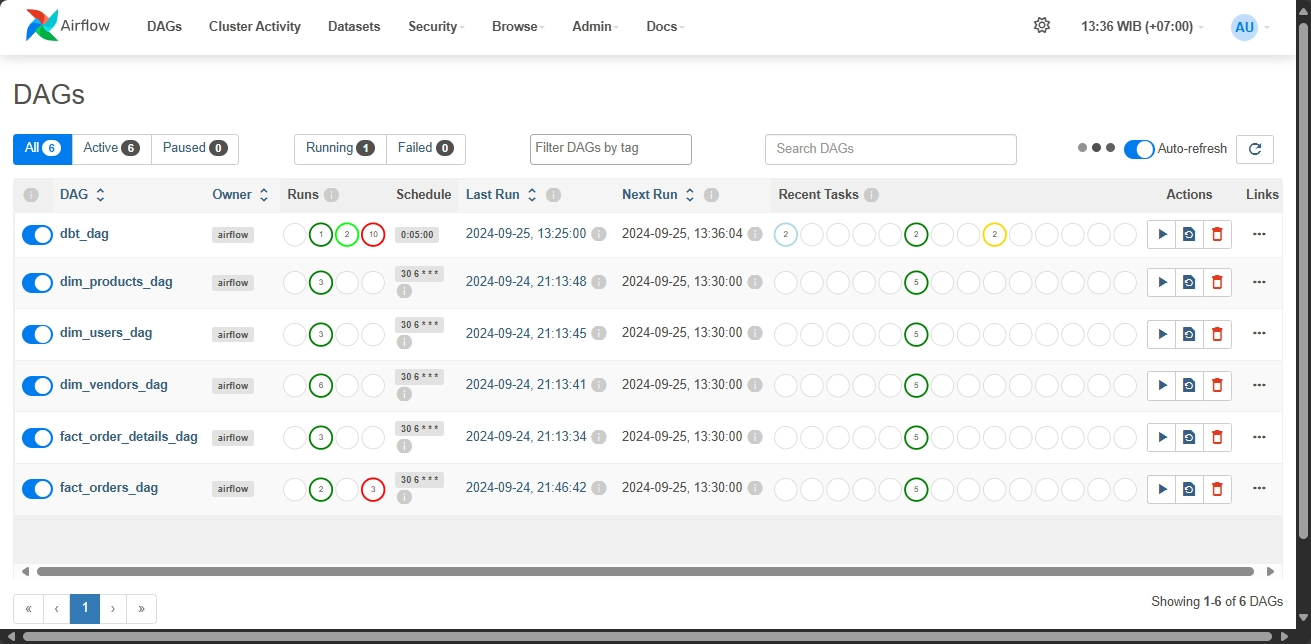 Airflow DAGs Cluster Activity Datasets Security Browse Admin Docs 13:36 WIB (+07:00) AU
DAGs
All 6 Active 6 Paused 0 Running 1 Failed 0 Filter DAGs by tag Search DAGs Auto-refresh
DAG Owner Runs Schedule Last Run Next Run Recent Tasks Actions Links
dbt_dag airflow 1 2 10 0:05:00 2024-09-25, 13:25:00 2024-09-25, 13:36:04 2 2 2
dim_products_dag airflow 3 30 6 * * * 2024-09-24, 21:13:48 2024-09-25, 13:30:00 5
dim_users_dag airflow 3 30 6 * * * 2024-09-24, 21:13:45 2024-09-25, 13:30:00 5
dim_vendors_dag airflow 6 30 6 * * * 2024-09-24, 21:13:41 2024-09-25, 13:30:00 5
fact_order_details_dag airflow 3 30 6 * * * 2024-09-24, 21:13:34 2024-09-25, 13:30:00 5
fact_orders_dag airflow 2 3 30 6 * * * 2024-09-24, 21:46:42 2024-09-25, 13:30:00 5
« ‹ 1 › » Showing 1-6 of 6 DAGs